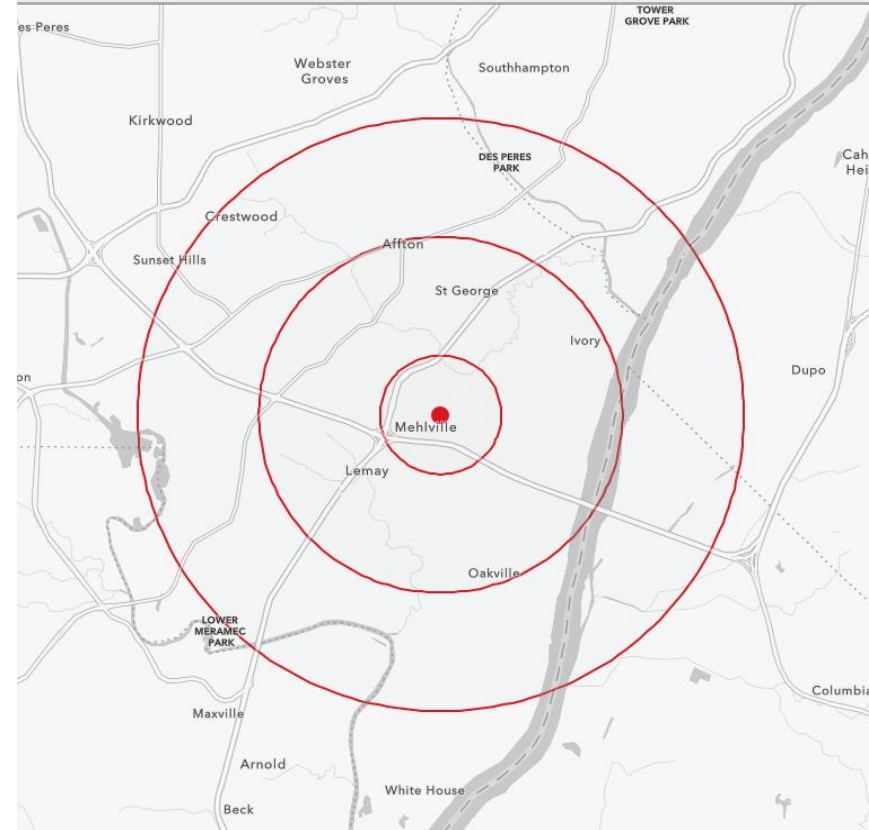 TOWER
GROVE PARK
es Peres
Webster
Groves
Southhampton
Kirkwood
DES PERES
PARK
Cah
Hei
Crestwood
Affton
Sunset Hills
St George
Ivory
on
Dupo
Mehlville
Lemay
Oakville
LOWER
MERAMEC
PARK
Columbia
Maxville
Arnold
White House
Beck